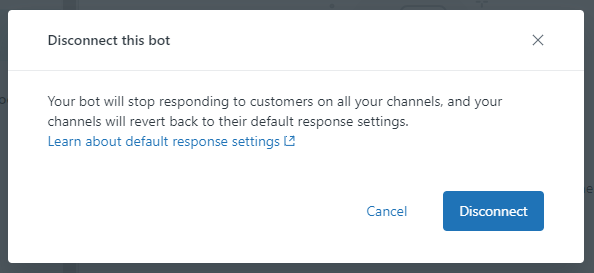 Disconnect this bot
Your bot will stop responding to customers on all your channels, and your
channels will revert back to their default response settings.
Learn about default response settings
Cancel
Disconnect